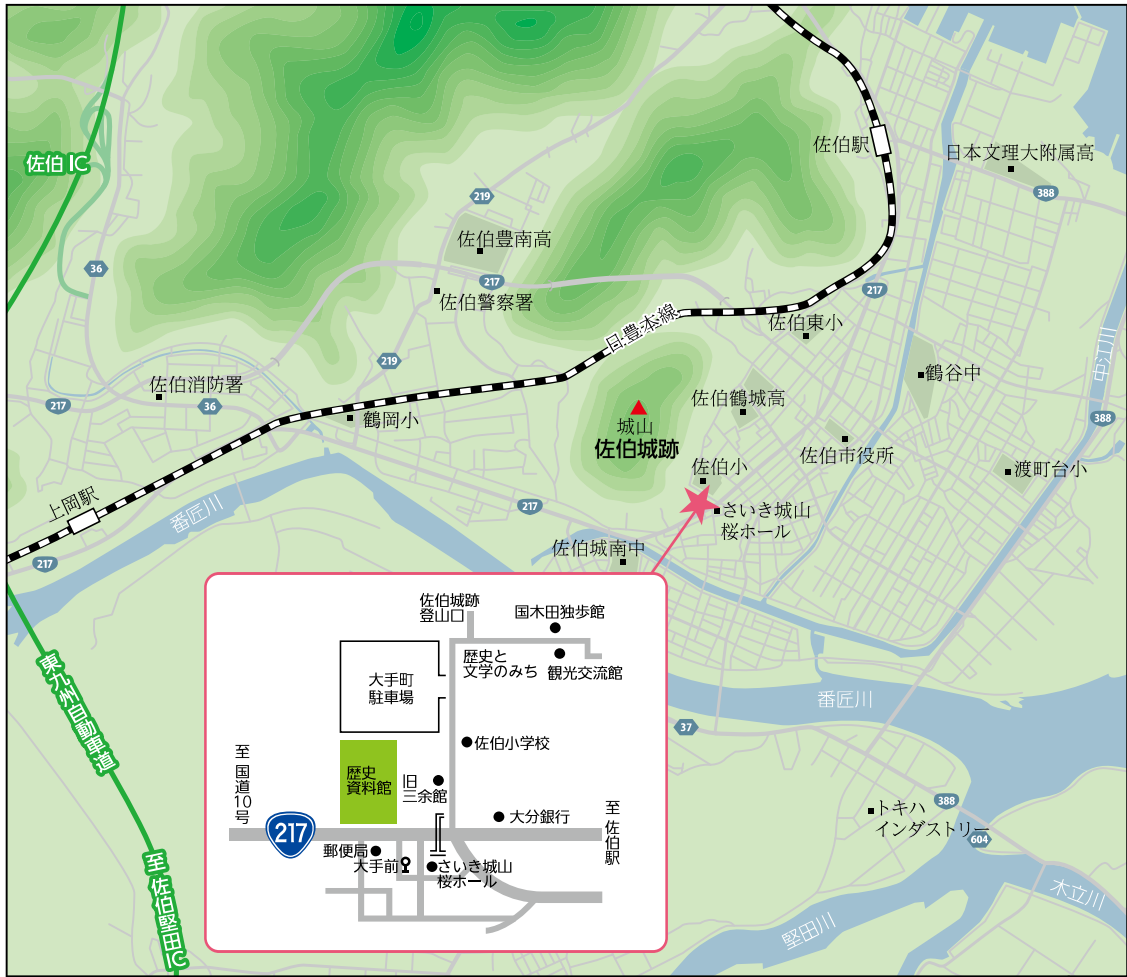 佐伯IC
佐伯駅
日本文理大附属高
388
219
佐伯豊南高
36
217
佐伯警察署
217
日豊本線
佐伯東小
中江川
219
佐伯消防署
217
36
鶴岡小
城山
佐伯城跡
佐伯鶴城高
鶴谷中
388
佐伯市役所
佐伯小
渡町台小
上岡駅
番匠川
217
さいき城山
桜ホール
217
佐伯城南中
東九州自動車道
至 佐伯堅田IC
番匠川
37
388
トキハ
インダストリー
604
木立川
堅田川
佐伯城跡
登山口
国木田独歩館
歴史と
文学のみち
観光交流館
大手町
駐車場
佐伯小学校
至 国道10号
歴史
資料館
旧
三余館
大分銀行
至 佐伯駅
217
郵便局
大手前
さいき城山
桜ホール